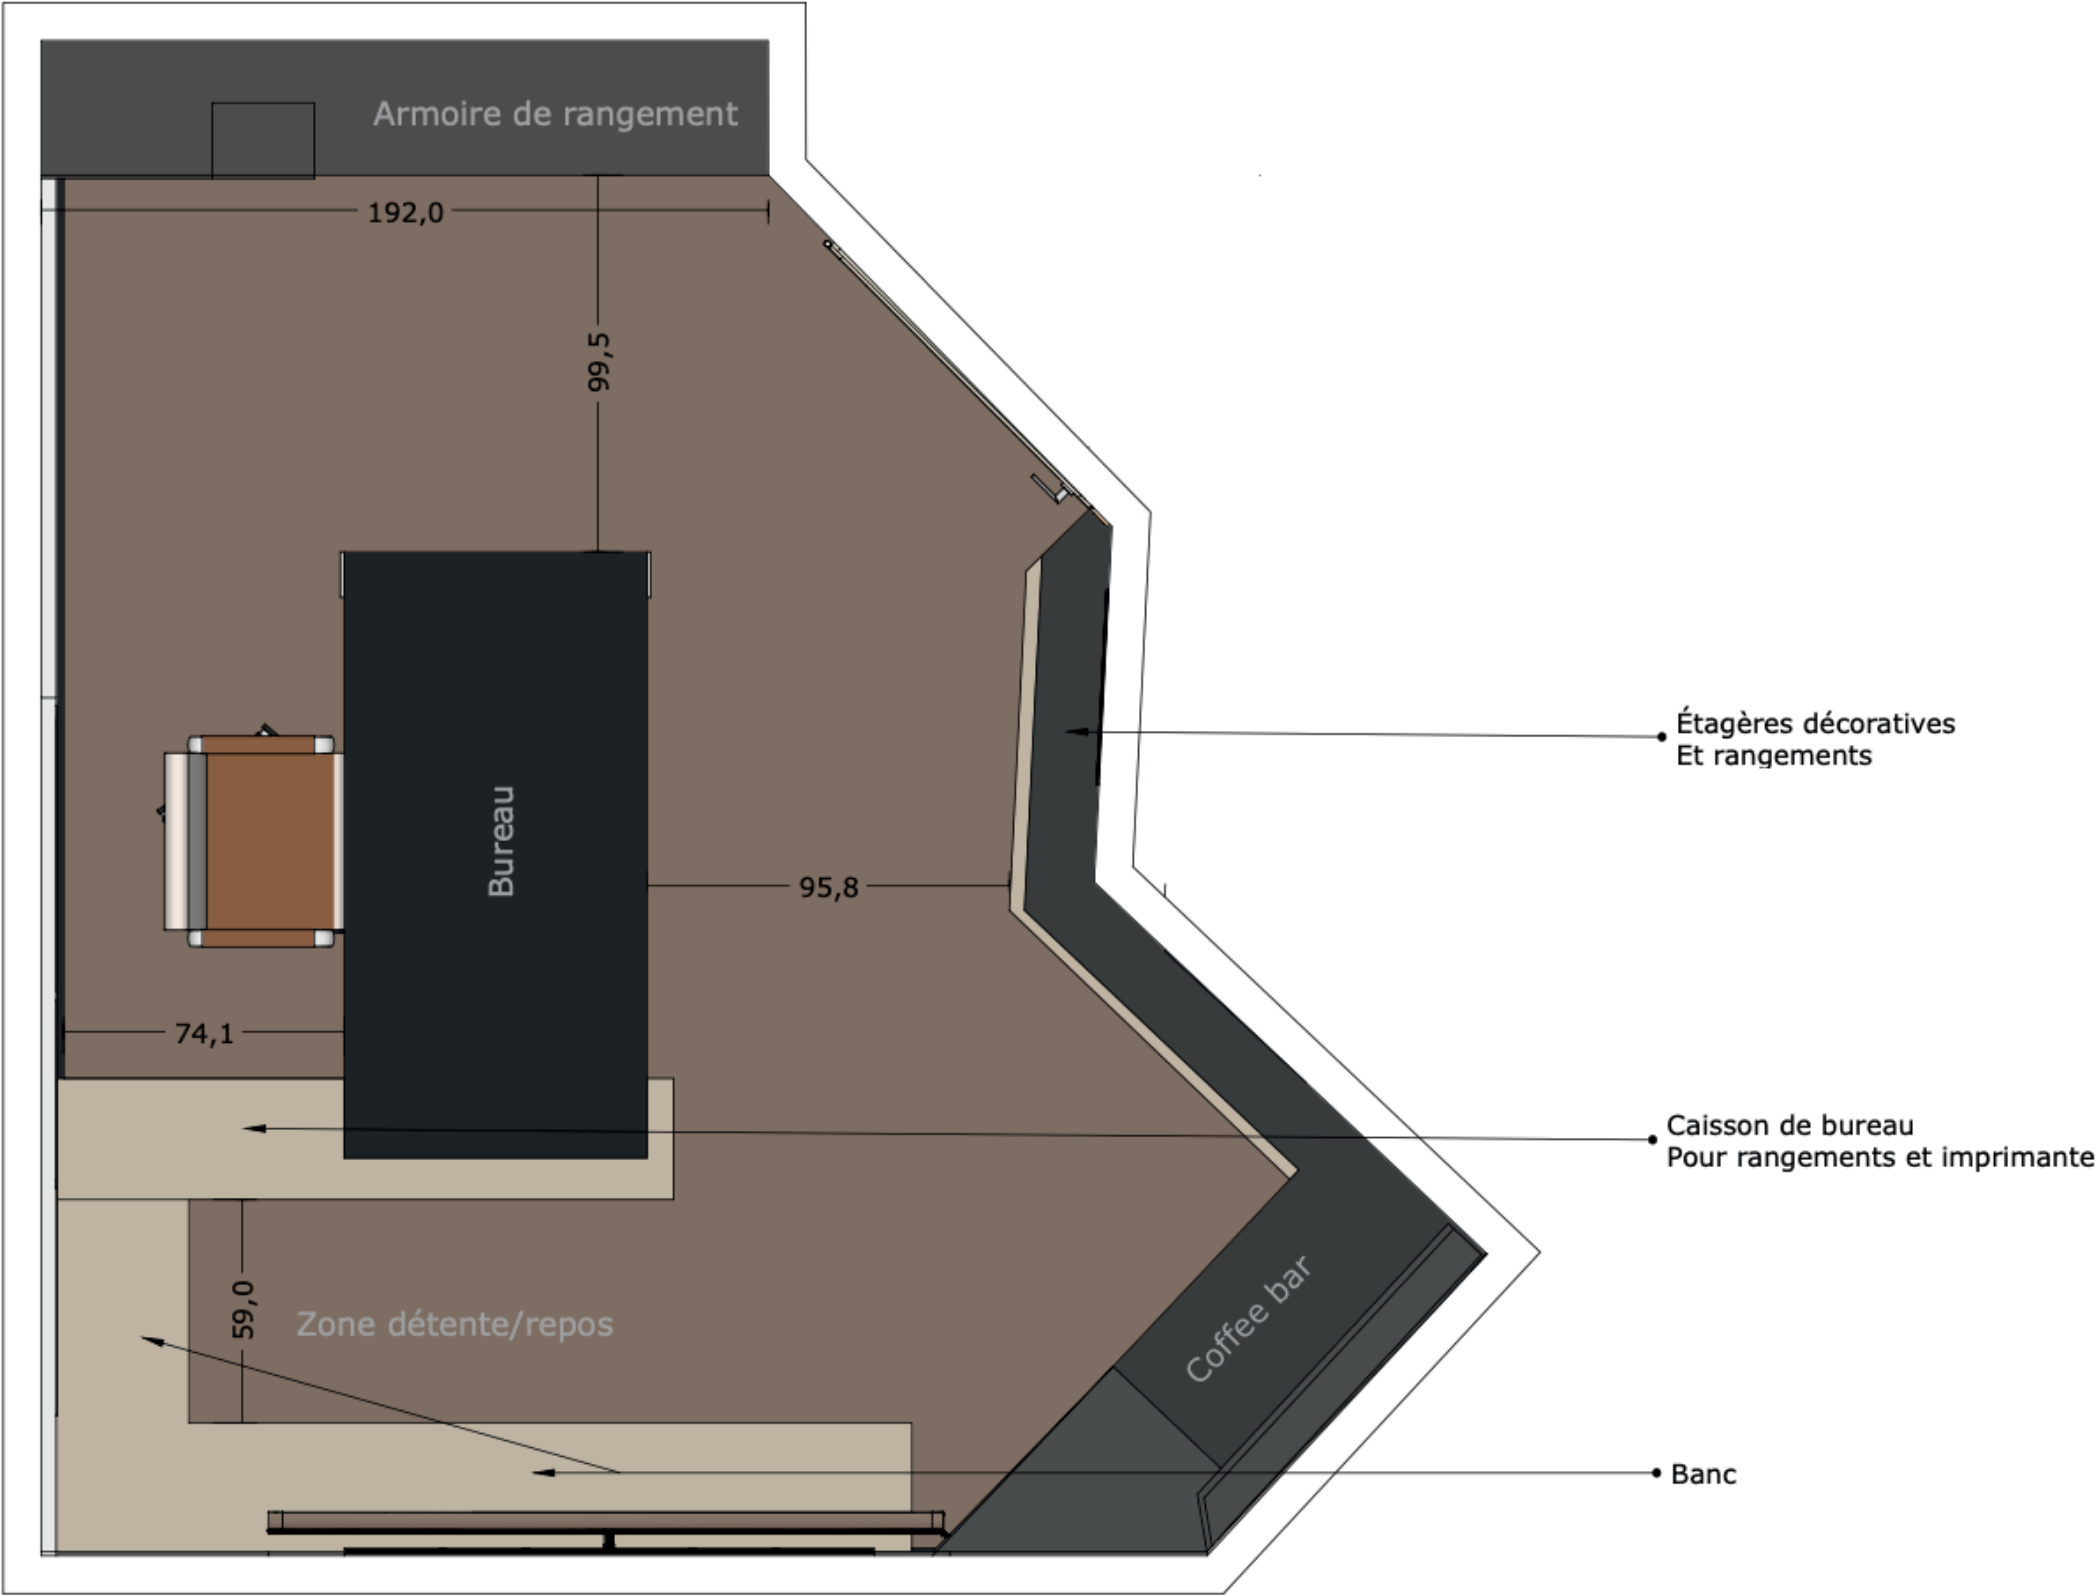 Armoire de rangement
192,0
99,5
Étagères décoratives
Et rangements
Bureau
95,8
74,1
Caisson de bureau
Pour rangements et imprimante
59,0
Zone détente/repos
Coffee bar
Banc